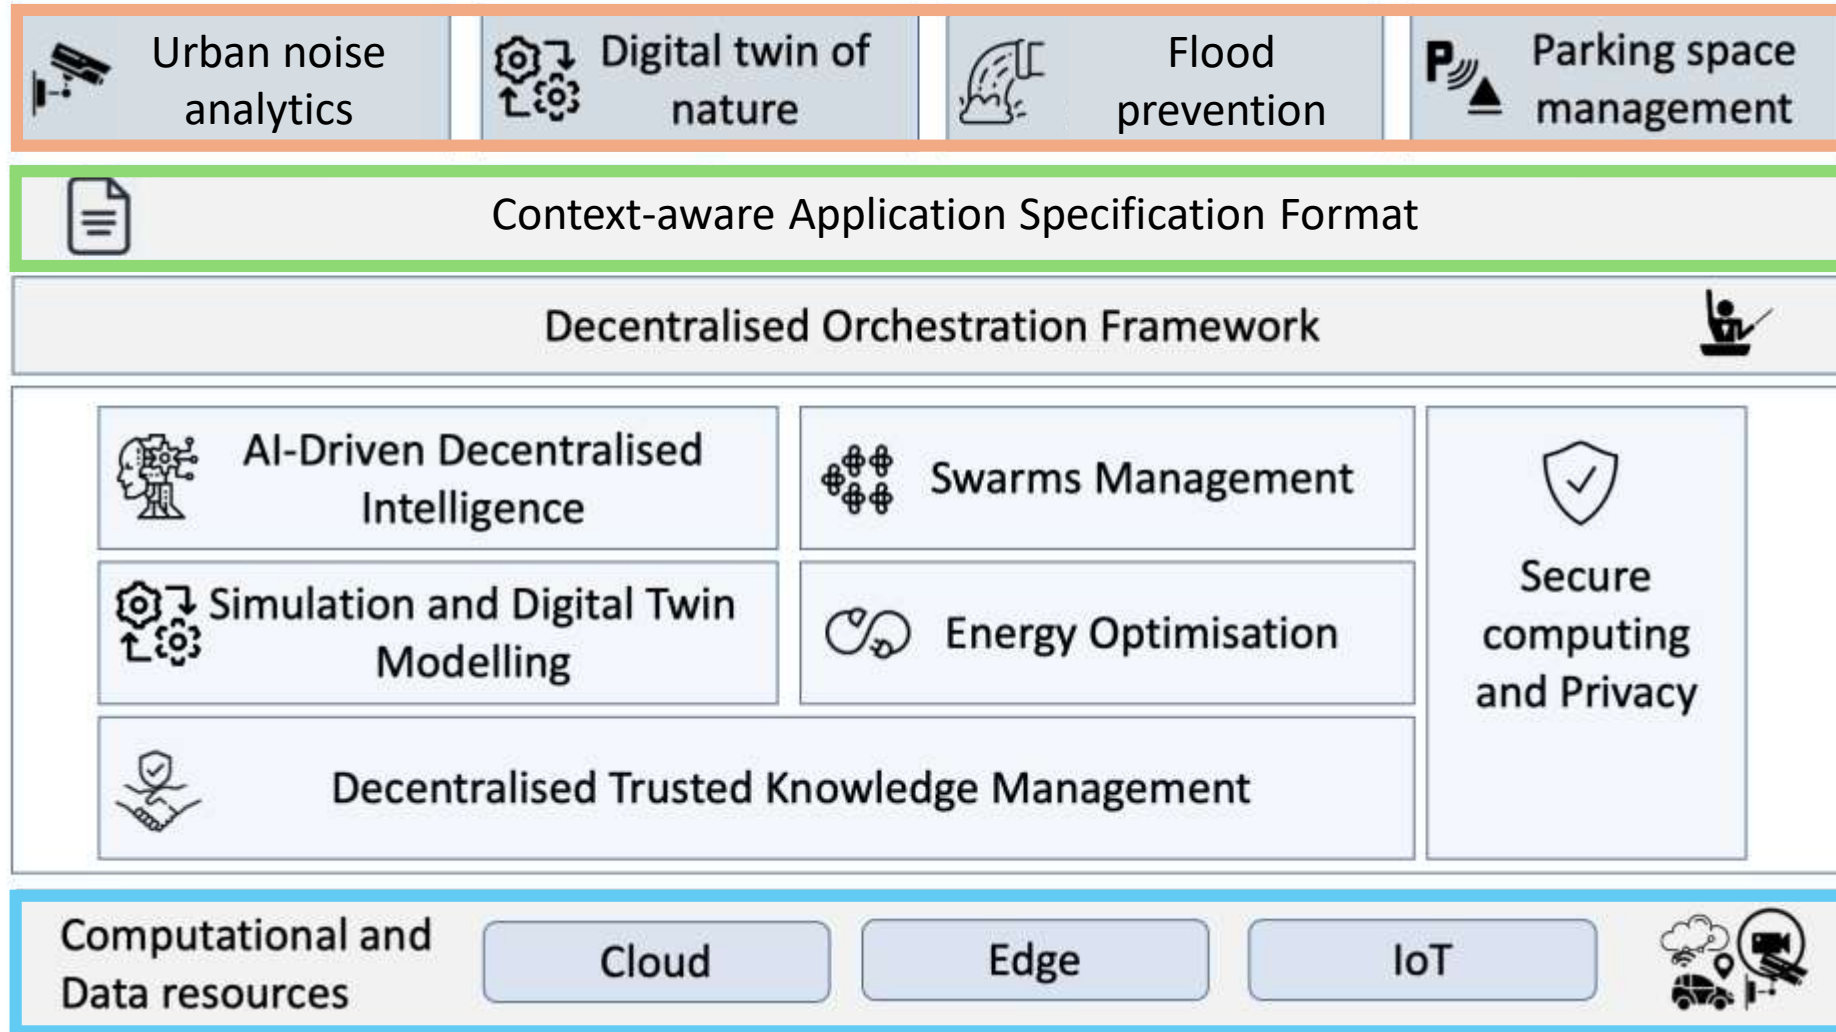 Urban noise
analytics
Digital twin of
nature
Flood
prevention
P
Parking space
management
Context-aware Application Specification Format
Decentralised Orchestration Framework
AI-Driven Decentralised
Intelligence
Swarms Management
Simulation and Digital Twin
Modelling
Energy Optimisation
Decentralised Trusted Knowledge Management
Secure
computing
and Privacy
Computational and
Data resources
Cloud
Edge
IoT